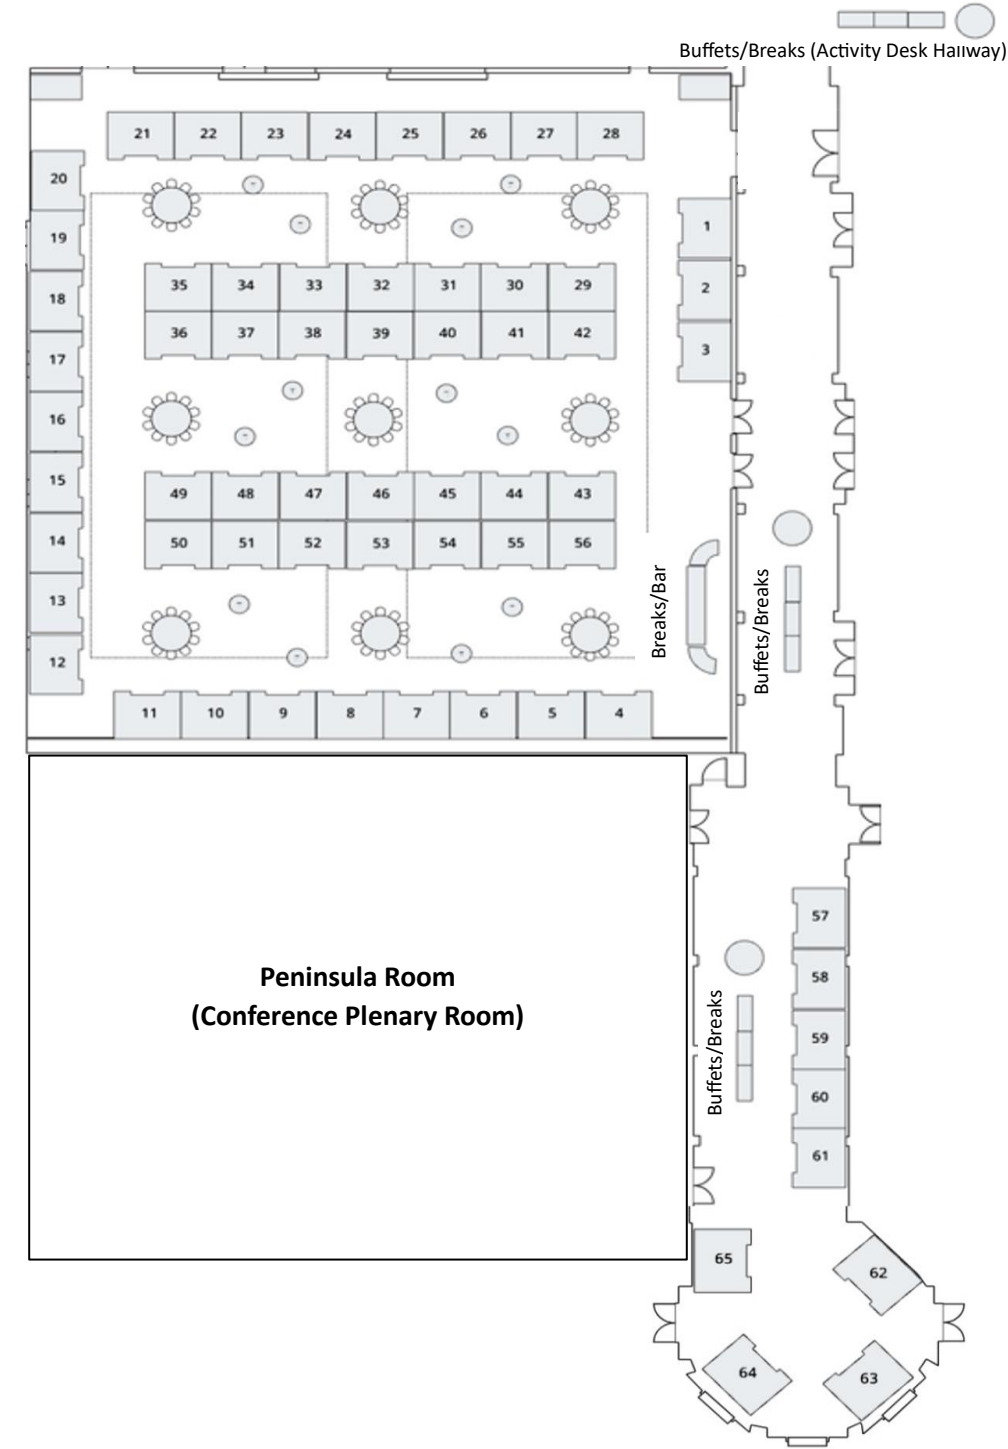 Buffets/Breaks (Activity Desk Hallway)
21 22 23 24 25 26 27 28
20
19
18
17
16
15
14
13
12
1
2
3
35 34 33 32 31 30 29
36 37 38 39 40 41 42
49 48 47 46 45 44 43
50 51 52 53 54 55 56
Breaks/Bar
Buffets/Breaks
11 10 9 8 7 6 5 4
Peninsula Room
(Conference Plenary Room)
Buffets/Breaks
57
58
59
60
61
65
62
64
63